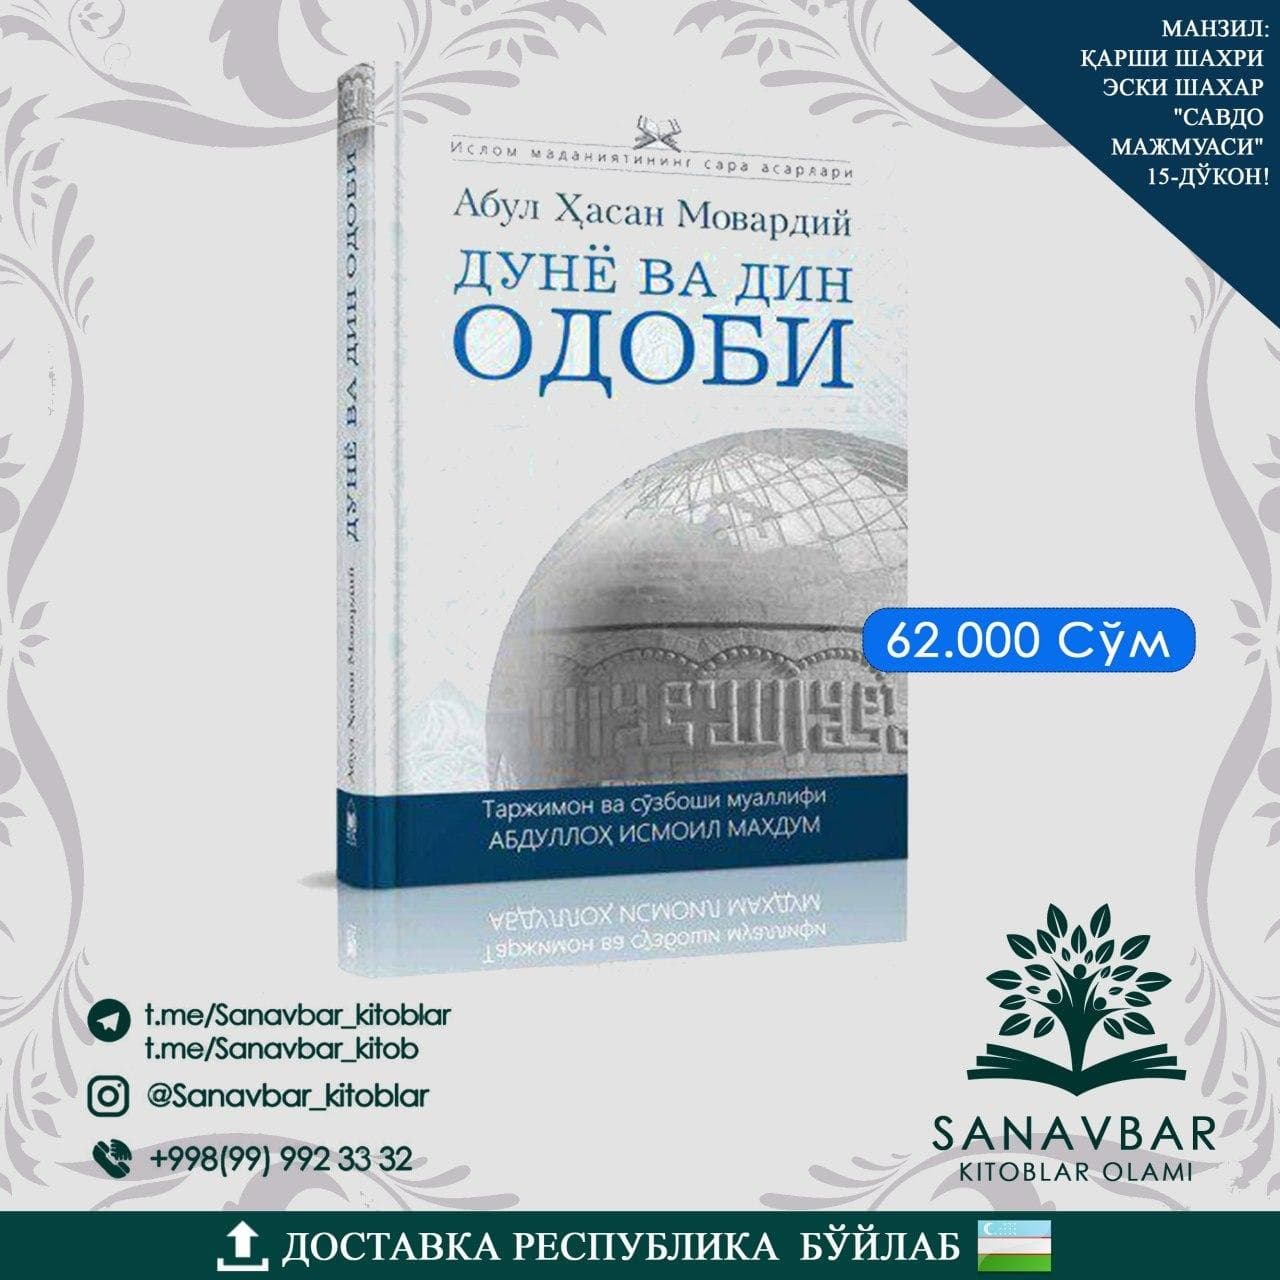 МАНЗИЛ:
ҚАРШИ ШАХРИ
ЭСКИ ШАХАР
"САВДО
МАЖМУАСИ"
15-ДЎКОН!
Ислом маданиятининг сара асарлари
Абул Ҳасан Мовардий
ДУНЁ ВА ДИН
ОДОБИ
Абул Ҳасан Мовардий ДУНЁ ВА ДИН ОДОБИ
62.000 Сўм
Таржимон ва сўзбоши муаллифи
АБДУЛЛОҲ ИСМОИЛ МАХДУМ
t.me/Sanavbar_kitoblar
t.me/Sanavbar_kitob
@Sanavbar_kitoblar
+998(99) 992 33 32
SANAVBAR
KITOBLAR OLAMI
ДОСТАВКА РЕСПУБЛИКА БЎЙЛАБ